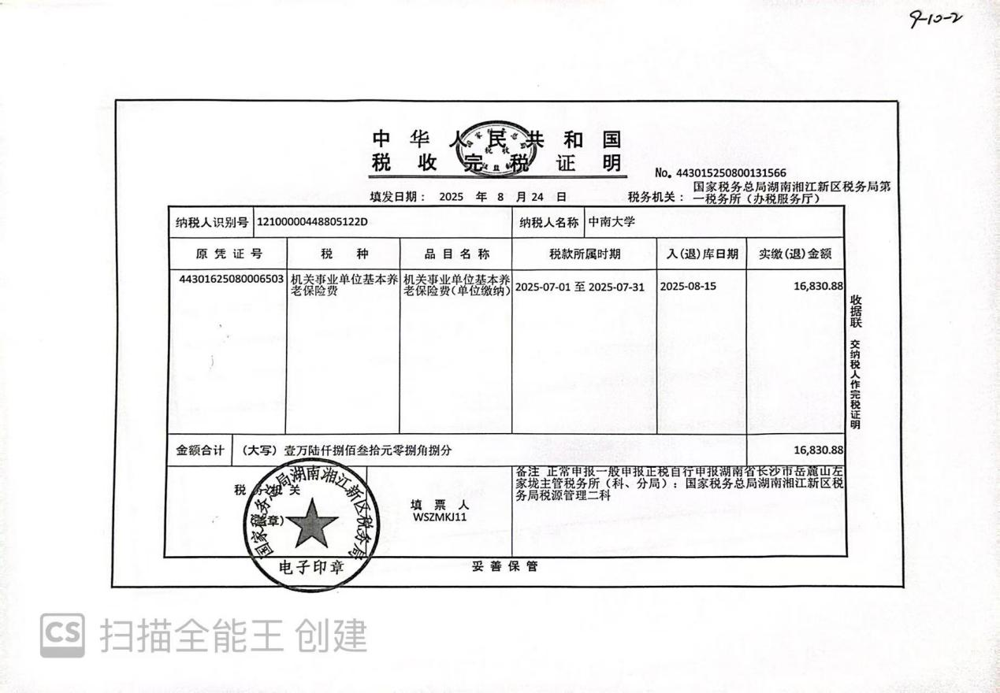 9-10-2
中华人民共和国
税收完税证明
No. 443015250800131566
填发日期： 2025 年 8 月 24 日
税务机关：
国家税务总局湖南湘江新区税务局第
一税务所（办税服务厅）
纳税人识别号 12100000448805122D 纳税人名称 中南大学
原凭证号 税种 品目名称 税款所属时期 入(退)库日期 实缴(退)金额
44301625080006503 机关事业单位基本养 机关事业单位基本养 2025-07-01 至 2025-07-31 2025-08-15 16,830.88
老保险费 老保险费(单位缴纳)
收据联 交纳税人作完税证明
金额合计 （大写）壹万陆仟捌佰叁拾元零捌角捌分 16,830.88
税务机关
（盖章）
国家税务总局湖南湘江新区税务局
电子印章
填票人
WSZMKJ11
备注 正常申报一般申报正税自行申报湖南省长沙市岳麓山左
家垅主管税务所（科、分局）：国家税务总局湖南湘江新区税
务局税源管理二科
妥善保管
CS 扫描全能王 创建